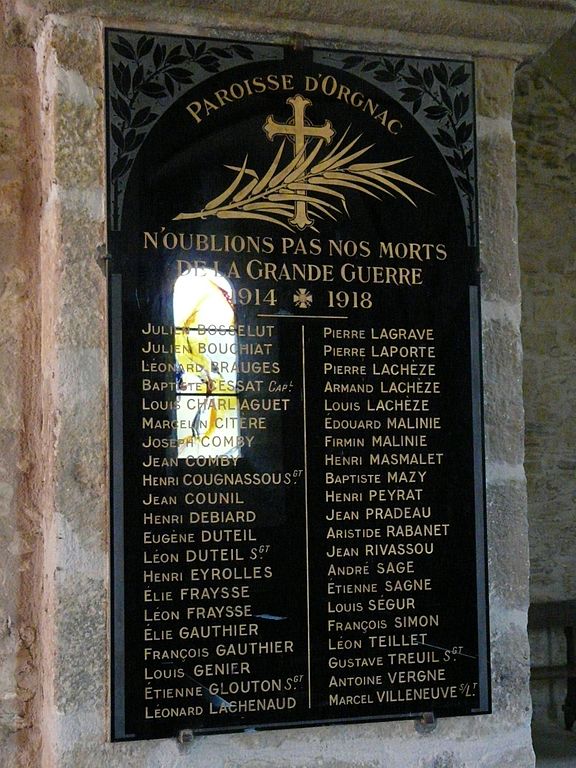 Paroisse d'Orgnac
N'oublions pas nos morts
de la Grande Guerre
1914 1918
Julien BOSSELUT
Julien BOUCHIAT
Léonard BRAUGES
Baptiste CESSAT Capt
Louis CHARLIAGUET
Marcelin CITÈRE
Joseph COMBY
Jean COMBY
Henri COUGNASSOU Sgt
Jean COUNIL
Henri DEBIARD
Eugène DUTEIL
Léon DUTEIL Sgt
Henri EYROLLES
Élie FRAYSSE
Léon FRAYSSE
Élie GAUTHIER
François GAUTHIER
Louis GENIER
Étienne GLOUTON Sgt
Léonard LACHENAUD
Pierre LAGRAVE
Pierre LAPORTE
Pierre LACHÈZE
Armand LACHÈZE
Louis LACHÈZE
Édouard MALINIE
Firmin MALINIE
Henri MASMALET
Baptiste MAZY
Henri PEYRAT
Jean PRADEAU
Aristide RABANET
Jean RIVASSOU
André SAGE
Étienne SAGNE
Louis SÉGUR
François SIMON
Léon TEILLET
Gustave TREUIL Sgt
Antoine VERGNE
Marcel VILLENEUVE S/Lt